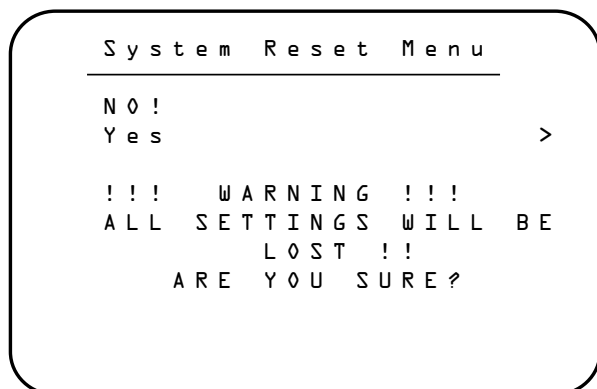 System Reset Menu
NO!
Yes >
!!! WARNING !!!
ALL SETTINGS WILL BE
LOST !!
ARE YOU SURE?